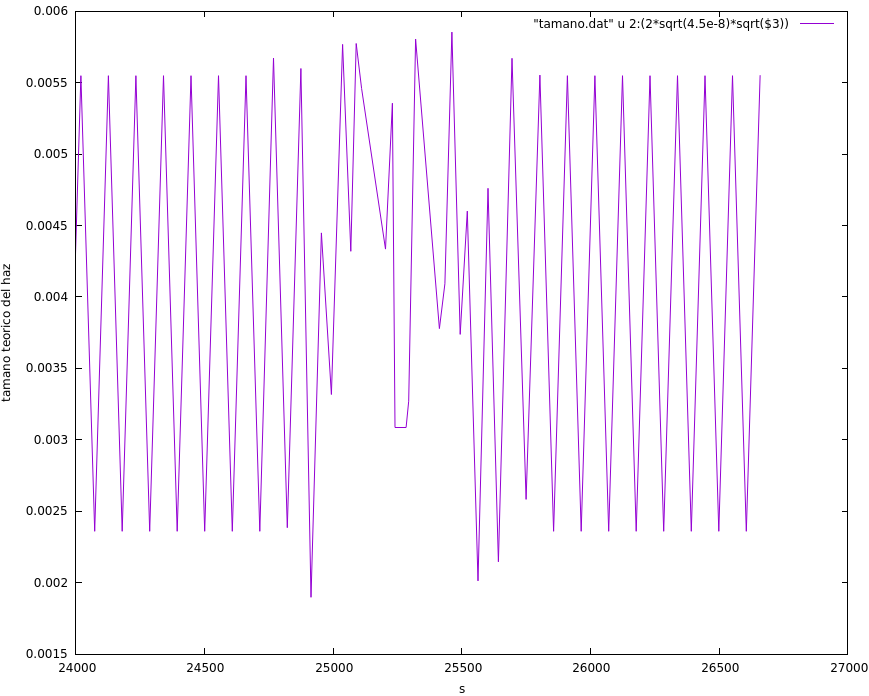 "tamano.dat" u 2:(2*sqrt(4.5e-8)*sqrt($3))
0.006
0.0055
0.005
0.0045
0.004
0.0035
0.003
0.0025
0.002
0.0015
tamano teorico del haz
24000 24500 25000 25500 26000 26500 27000
s